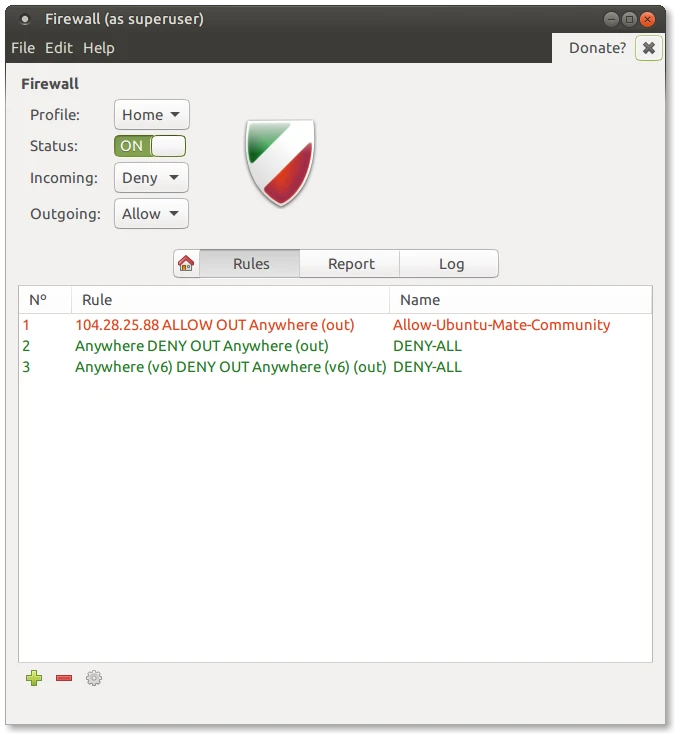 Firewall (as superuser)
File Edit Help
Donate?
Firewall
Profile: Home
Status: ON
Incoming: Deny
Outgoing: Allow
Rules Report Log
Nº Rule Name
1 104.28.25.88 ALLOW OUT Anywhere (out) Allow-Ubuntu-Mate-Community
2 Anywhere DENY OUT Anywhere (out) DENY-ALL
3 Anywhere (v6) DENY OUT Anywhere (v6) (out) DENY-ALL